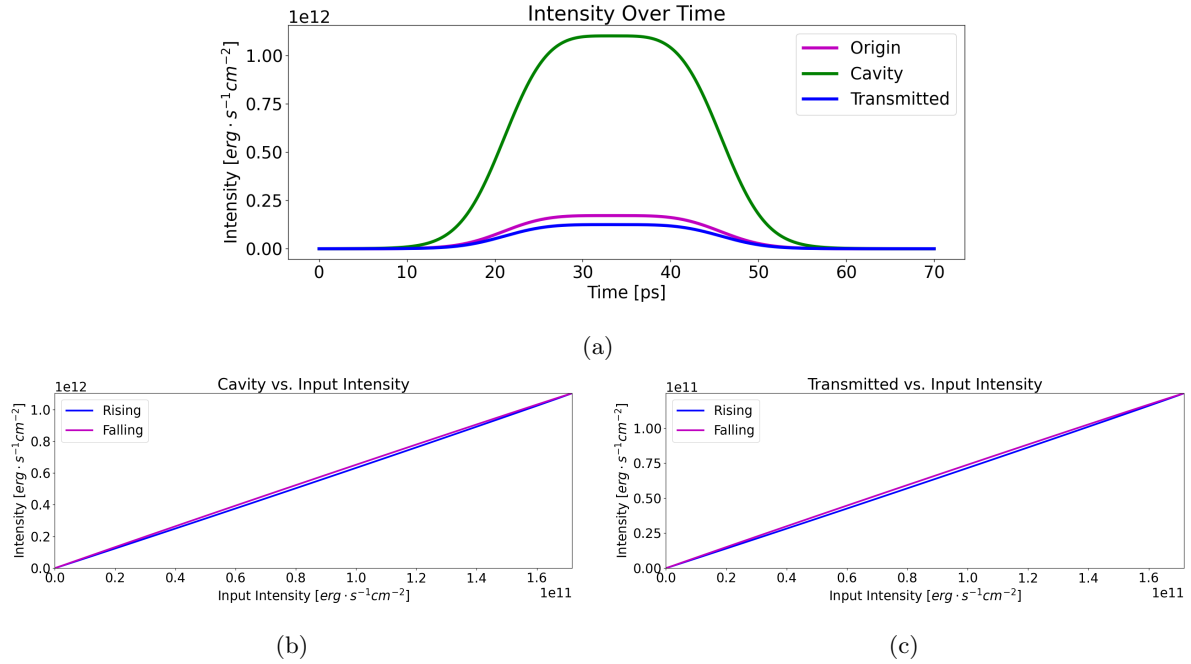 Intensity Over Time
1e12
Intensity [erg · s⁻¹cm⁻²]
1.00
0.75
0.50
0.25
0.00
Origin
Cavity
Transmitted
0 10 20 30 40 50 60 70
Time [ps]
(a)
Cavity vs. Input Intensity
1e12
Intensity [erg · s⁻¹cm⁻²]
1.0
0.8
0.6
0.4
0.2
0.0
Rising
Falling
0.0 0.2 0.4 0.6 0.8 1.0 1.2 1.4 1.6
1e11
Input Intensity [erg · s⁻¹cm⁻²]
(b)
Transmitted vs. Input Intensity
1e11
Intensity [erg · s⁻¹cm⁻²]
1.00
0.75
0.50
0.25
0.00
Rising
Falling
0.0 0.2 0.4 0.6 0.8 1.0 1.2 1.4 1.6
1e11
Input Intensity [erg · s⁻¹cm⁻²]
(c)